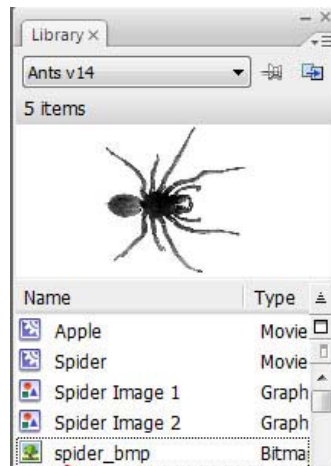 Library ×
Ants v14
5 items
Name Type
Apple Movie
Spider Movie
Spider Image 1 Graph
Spider Image 2 Graph
spider_bmp Bitma